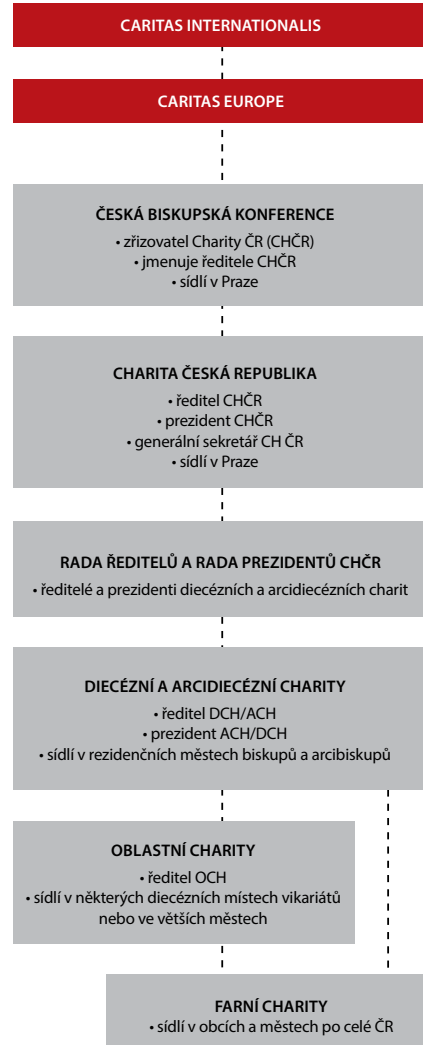 CARITAS INTERNATIONALIS
CARITAS EUROPE
ČESKÁ BISKUPSKÁ KONFERENCE
• zřizovatel Charity ČR (CHČR)
• jmenuje ředitele CHČR
• sídlí v Praze
CHARITA ČESKÁ REPUBLIKA
• ředitel CHČR
• prezident CHČR
• generální sekretář CH ČR
• sídlí v Praze
RADA ŘEDITELŮ A RADA PREZIDENTŮ CHČR
• ředitelé a prezidenti diecézních a arcidiecézních charit
DIECÉZNÍ A ARCIDIECÉZNÍ CHARITY
• ředitel DCH/ACH
• prezident ACH/DCH
• sídlí v rezidenčních městech biskupů a arcibiskupů
OBLASTNÍ CHARITY
• ředitel OCH
• sídlí v některých diecézních místech vikariátů
nebo ve větších městech
FARNÍ CHARITY
• sídlí v obcích a městech po celé ČR